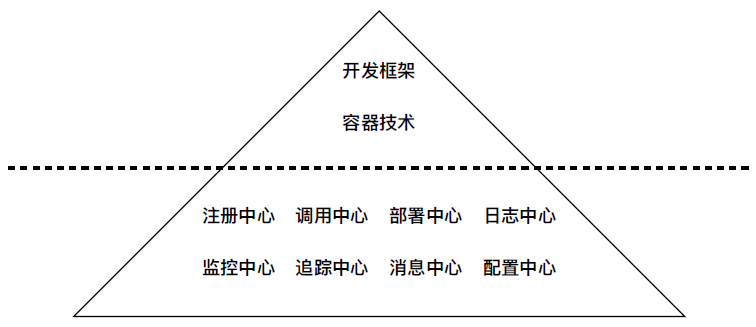 开发框架
容器技术
注册中心 调用中心 部署中心 日志中心
监控中心 追踪中心 消息中心 配置中心